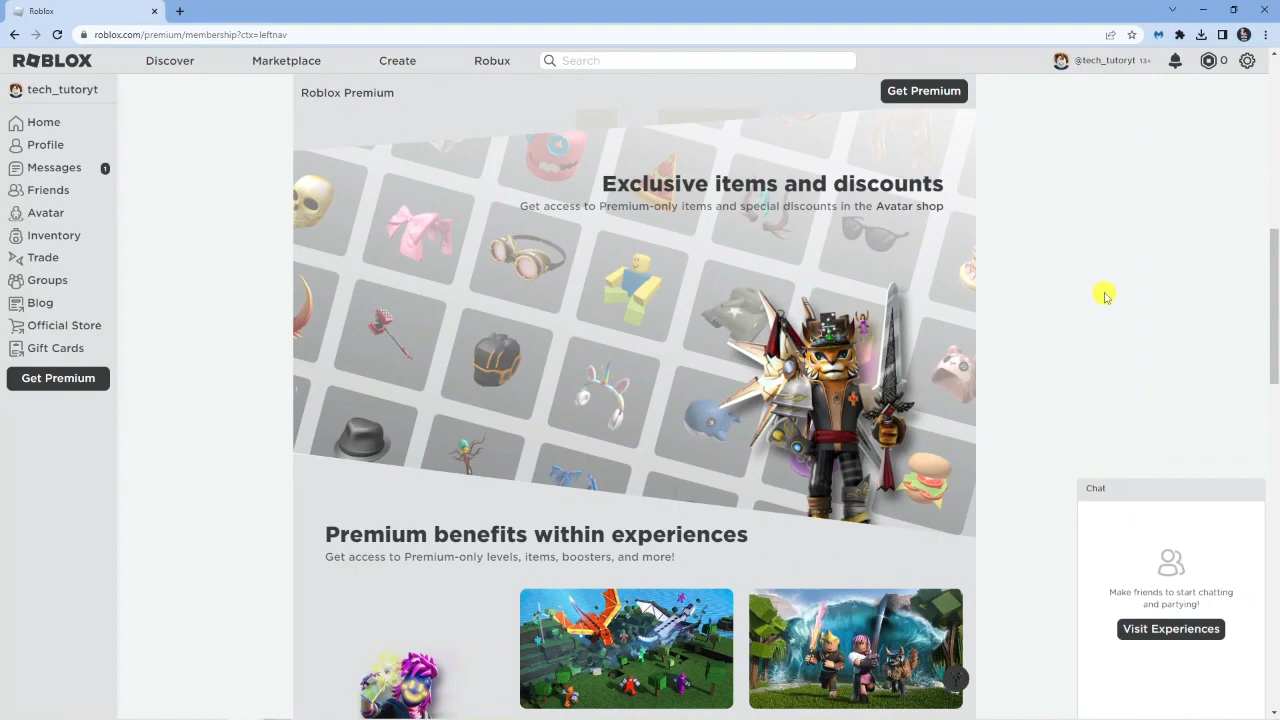 Roblox
roblox.com/premium/membership?ctx=leftnav
ROBLOX Discover Marketplace Create Robux Search @tech_tutoryt 13+ 0
tech_tutoryt
Home
Profile
Messages 1
Friends
Avatar
Inventory
Trade
Groups
Blog
Official Store
Gift Cards
Get Premium
Roblox Premium Get Premium
Exclusive items and discounts
Get access to Premium-only items and special discounts in the Avatar shop
Premium benefits within experiences
Get access to Premium-only levels, items, boosters, and more!
Chat
Make friends to start chatting
and partying!
Visit Experiences